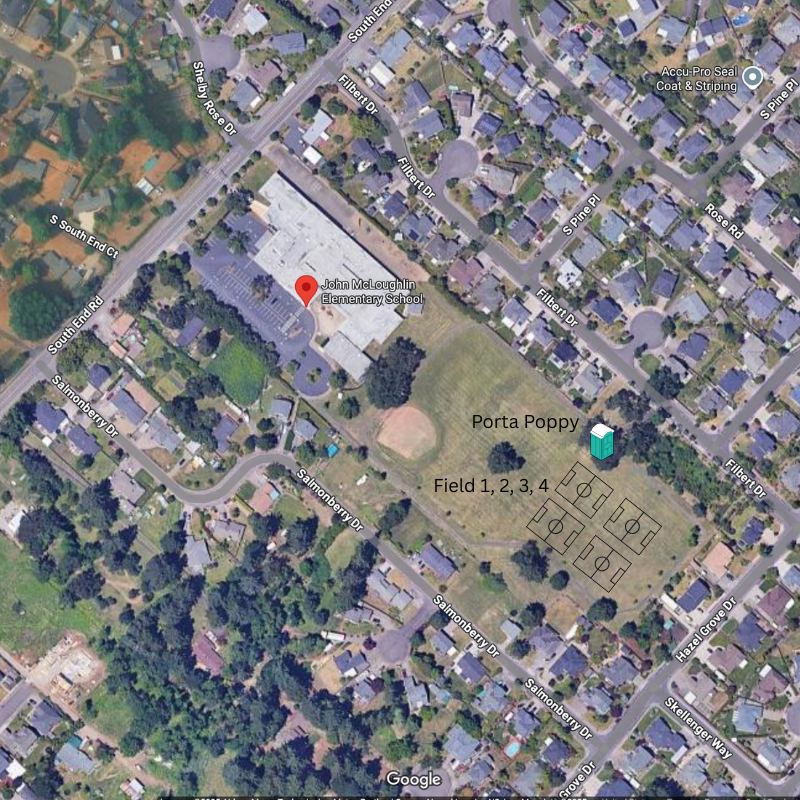 South End
Shelby Rose Dr
Filbert Dr
Accu-Pro Seal
Coat & Striping
S Pine Pl
Filbert Dr
S Pine Pl
Rose Rd
S South End Ct
John McLoughlin
Elementary School
Filbert Dr
South End Rd
Salmonberry Dr
Porta Poppy
Filbert Dr
Field 1, 2, 3, 4
Salmonberry Dr
Hazel Grove Dr
Salmonberry Dr
Salmonberry Dr
Skellenger Way
Google
Grove Dr